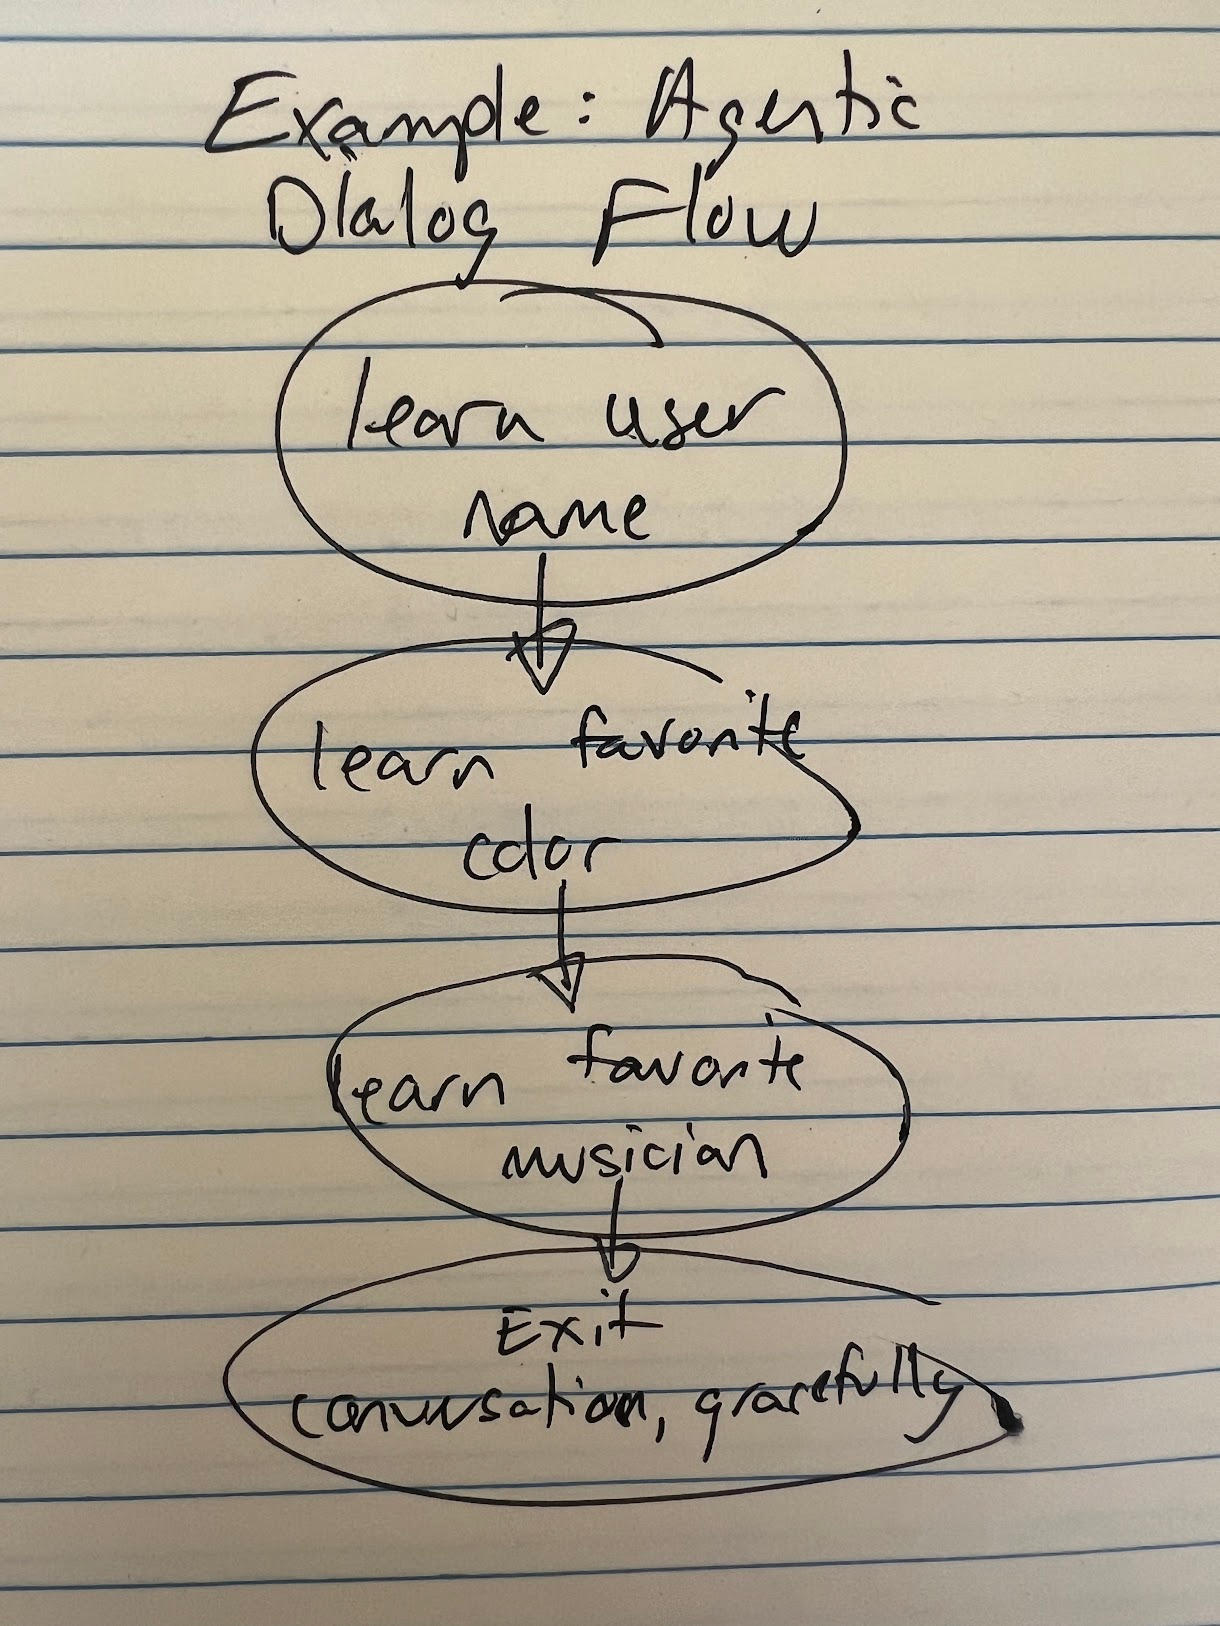 Example: Agentic
Dialog Flow
learn user
name
learn favorite
color
learn favorite
musician
Exit
conversation, gracefully